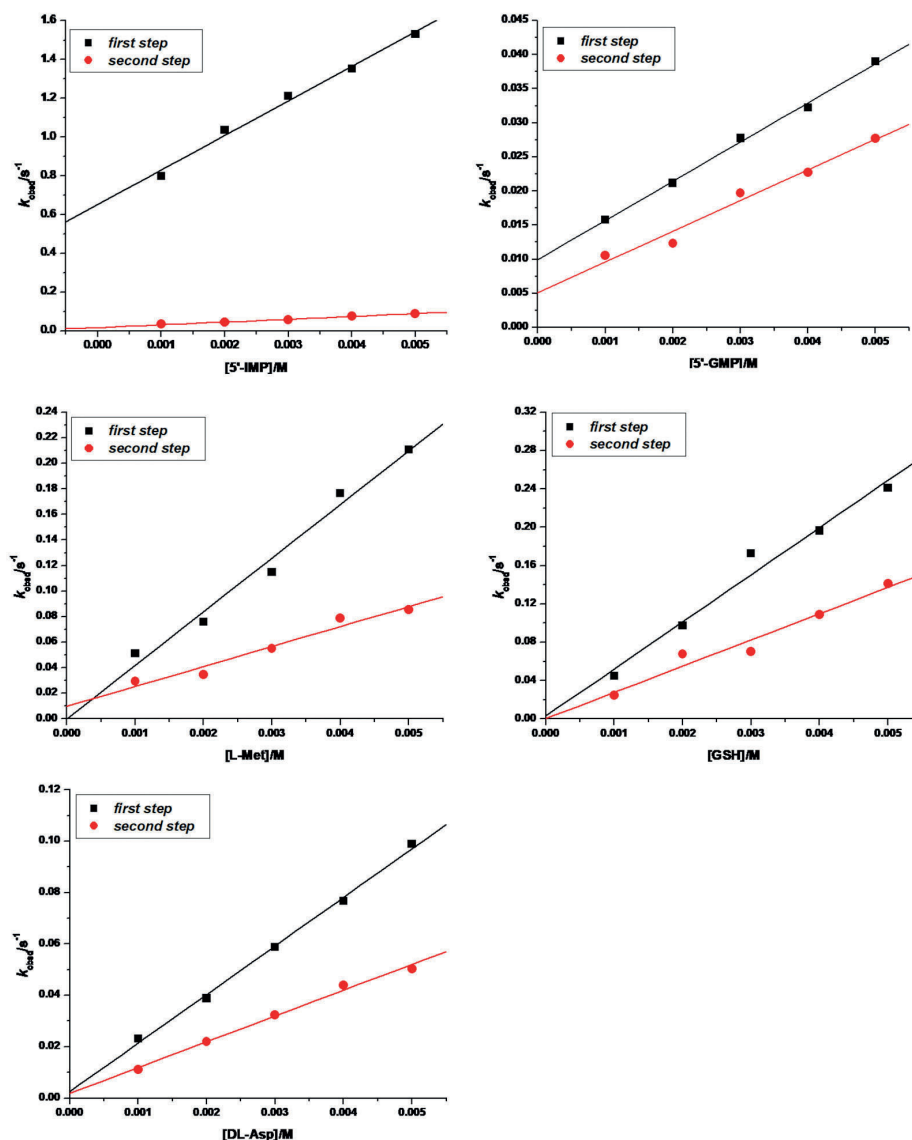 1.6
1.4
1.2
1.0
0.8
0.6
0.4
0.2
0.0
k_obsd/s⁻¹
first step
second step
0.000 0.001 0.002 0.003 0.004 0.005
[5'-IMP]/M
0.045
0.040
0.035
0.030
0.025
0.020
0.015
0.010
0.005
0.000
k_obsd/s⁻¹
first step
second step
0.000 0.001 0.002 0.003 0.004 0.005
[5'-GMP]/M
0.24
0.22
0.20
0.18
0.16
0.14
0.12
0.10
0.08
0.06
0.04
0.02
0.00
k_obsd/s⁻¹
first step
second step
0.000 0.001 0.002 0.003 0.004 0.005
[L-Met]/M
0.32
0.28
0.24
0.20
0.16
0.12
0.08
0.04
0.00
k_obsd/s⁻¹
first step
second step
0.000 0.001 0.002 0.003 0.004 0.005
[GSH]/M
0.12
0.10
0.08
0.06
0.04
0.02
0.00
k_obsd/s⁻¹
first step
second step
0.000 0.001 0.002 0.003 0.004 0.005
[DL-Asp]/M